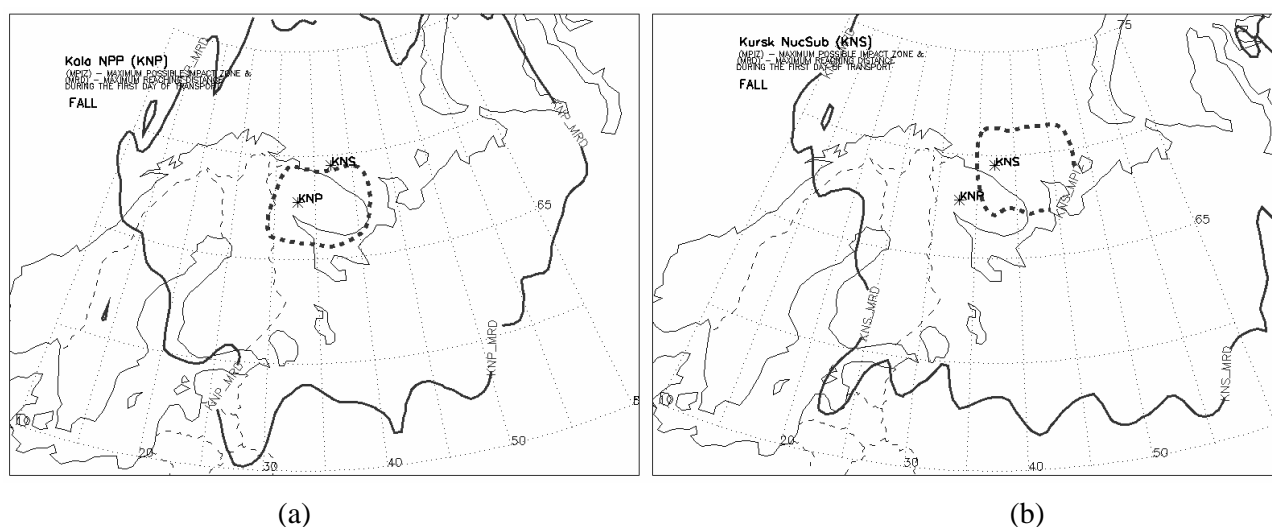 Kola NPP (KNP)
(MPIZ) – MAXIMUM POSSIBLE IMPACT ZONE &
(MRD) – MAXIMUM REACHING DISTANCE
DURING THE FIRST DAY OF TRANSPORT
FALL
KNP_MRD
KNS
KNP
65
KNP_MRD
KNP_MRD
10
20
30
40
50
(a)
75
Kursk NucSub (KNS)
(MPIZ) – MAXIMUM POSSIBLE IMPACT ZONE &
(MRD) – MAXIMUM REACHING DISTANCE
DURING THE FIRST DAY OF TRANSPORT
FALL
KNS
KNP
KNS_MPIZ
65
KNS_MRD
KNS_MRD
10
20
30
40
50
(b)